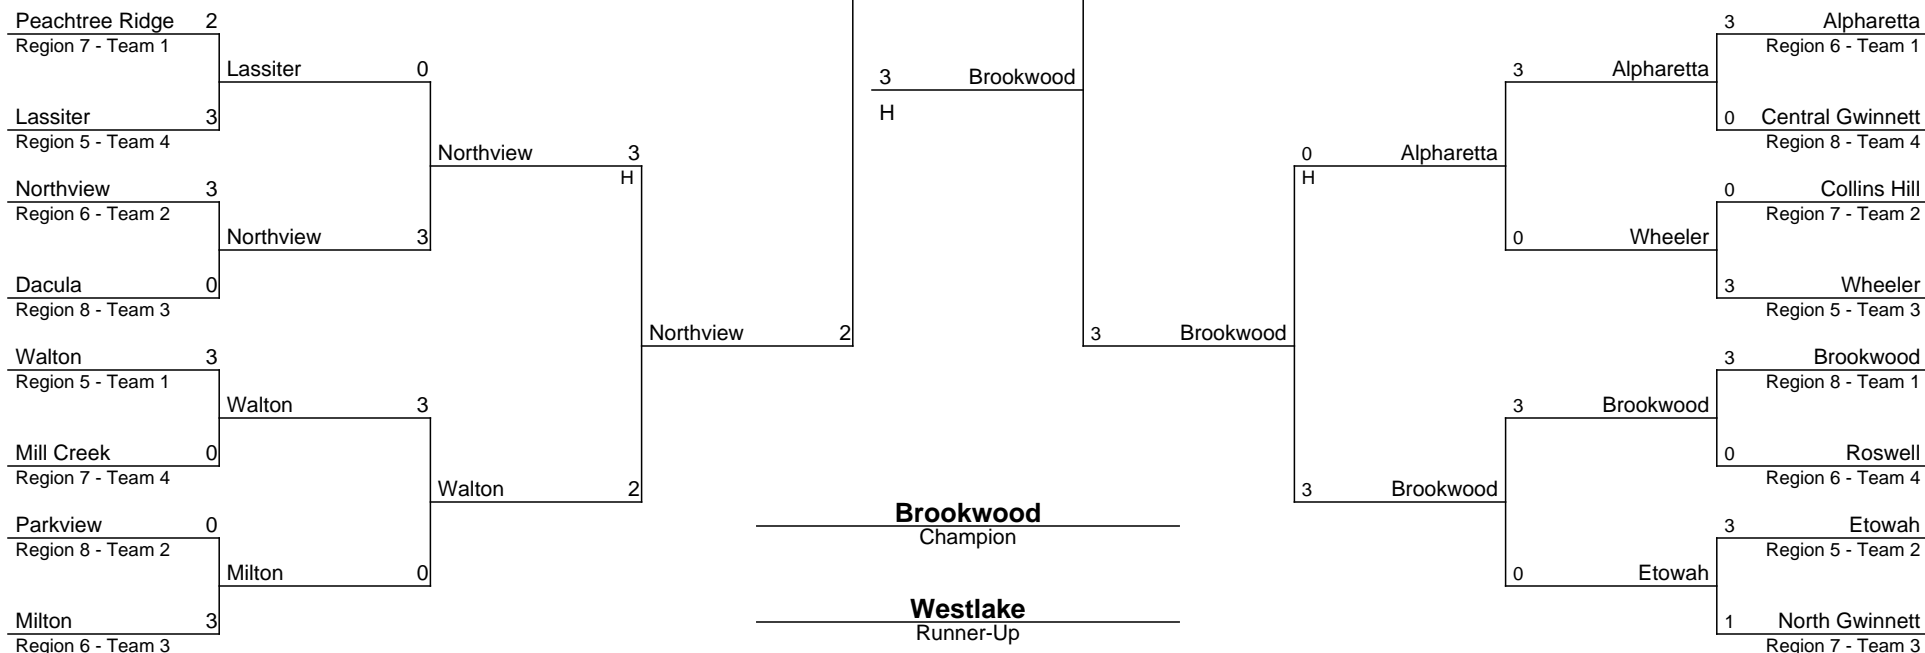 Peachtree Ridge 2
Region 7 - Team 1
Lassiter 0
Lassiter 3
Region 5 - Team 4
Northview 3
H
Northview 3
Region 6 - Team 2
Northview 3
Dacula 0
Region 8 - Team 3
Northview 2
Walton 3
Region 5 - Team 1
Walton 3
Mill Creek 0
Region 7 - Team 4
Walton 2
Parkview 0
Region 8 - Team 2
Milton 0
Milton 3
Region 6 - Team 3
3 Brookwood
H
Brookwood
Champion
Westlake
Runner-Up
3 Alpharetta
Region 6 - Team 1
3 Alpharetta
0 Central Gwinnett
Region 8 - Team 4
0 Alpharetta
H
0 Collins Hill
Region 7 - Team 2
0 Wheeler
3 Wheeler
Region 5 - Team 3
3 Brookwood
3 Brookwood
Region 8 - Team 1
3 Brookwood
0 Roswell
Region 6 - Team 4
3 Brookwood
3 Etowah
Region 5 - Team 2
0 Etowah
1 North Gwinnett
Region 7 - Team 3